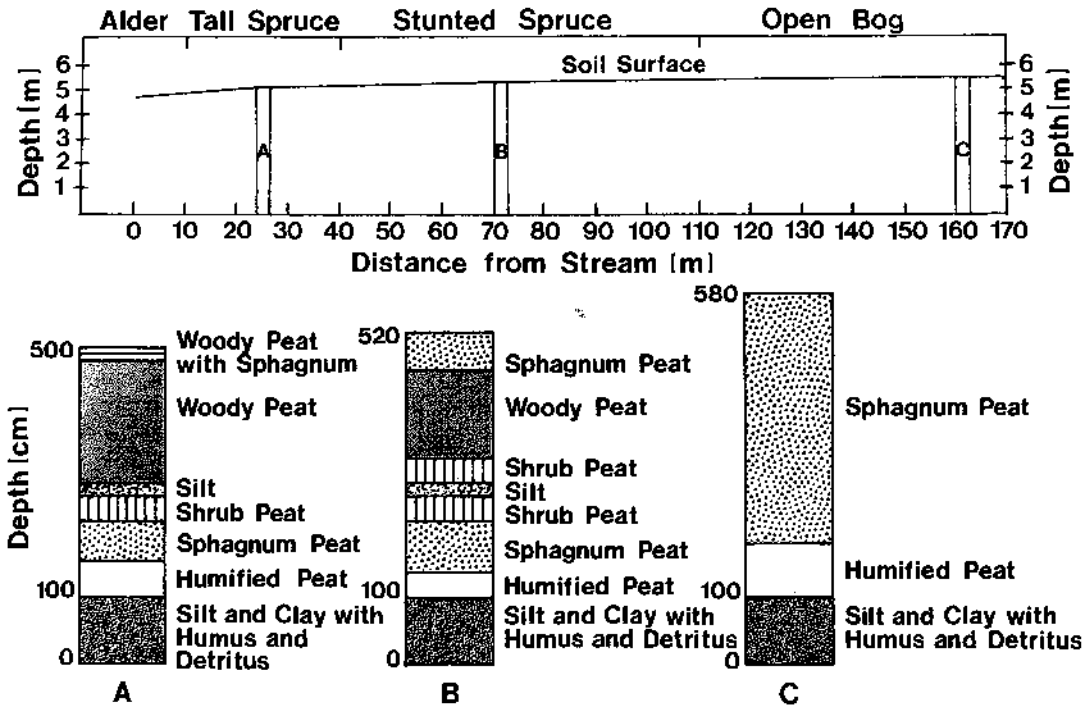 Alder Tall Spruce Stunted Spruce Open Bog
Soil Surface
Depth [m]
6
5
4
3
2
1
A
B
C
6
5
4
3
2
1
Depth [m]
0 10 20 30 40 50 60 70 80 90 100 110 120 130 140 150 160 170
Distance from Stream [m]
Depth [cm]
500
100
0
Woody Peat
with Sphagnum
Woody Peat
Silt
Shrub Peat
Sphagnum Peat
Humified Peat
Silt and Clay with
Humus and
Detritus
A
520
100
0
Sphagnum Peat
Woody Peat
Shrub Peat
Silt
Shrub Peat
Sphagnum Peat
Humified Peat
Silt and Clay with
Humus and Detritus
B
580
100
0
Sphagnum Peat
Humified Peat
Silt and Clay with
Humus and Detritus
C